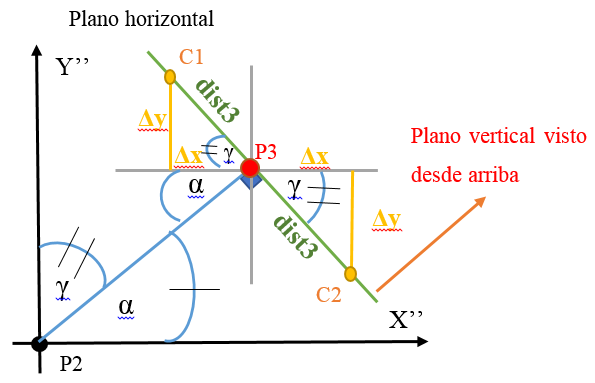 Plano horizontal
Y’’
C1
dist3
Δy
Δx
γ
P3
Δx
Plano vertical visto
desde arriba
α
γ
Δy
dist3
γ
α
C2
X’’
P2